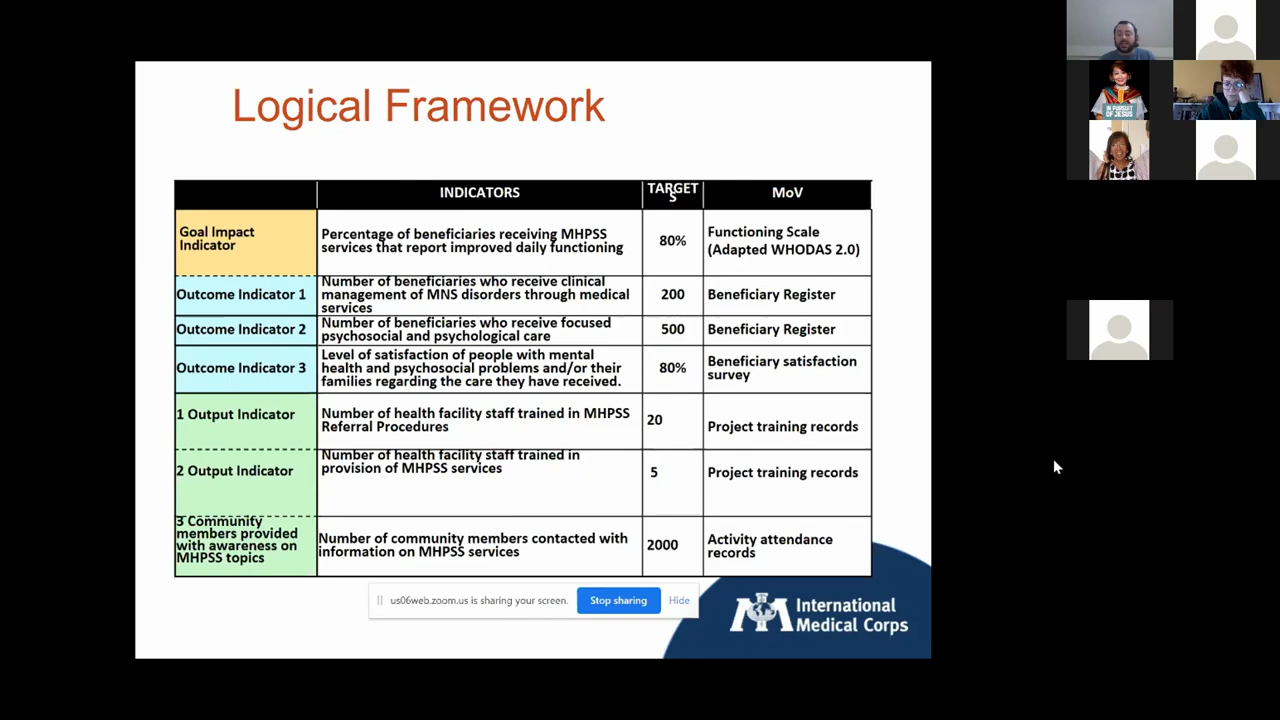 Logical Framework
INDICATORS
TARGET
S
MoV
Goal Impact
Indicator
Percentage of beneficiaries receiving MHPSS
services that report improved daily functioning
80%
Functioning Scale
(Adapted WHODAS 2.0)
Outcome Indicator 1
Number of beneficiaries who receive clinical
management of MNS disorders through medical
services
200
Beneficiary Register
Outcome Indicator 2
Number of beneficiaries who receive focused
psychosocial and psychological care
500
Beneficiary Register
Outcome Indicator 3
Level of satisfaction of people with mental
health and psychosocial problems and/or their
families regarding the care they have received.
80%
Beneficiary satisfaction
survey
1 Output Indicator
Number of health facility staff trained in MHPSS
Referral Procedures
20
Project training records
2 Output Indicator
Number of health facility staff trained in
provision of MHPSS services
5
Project training records
3 Community
members provided
with awareness on
MHPSS topics
Number of community members contacted with
information on MHPSS services
2000
Activity attendance
records
us06web.zoom.us is sharing your screen.
Stop sharing
Hide
International
Medical Corps
IN PURSUIT
OF JESUS